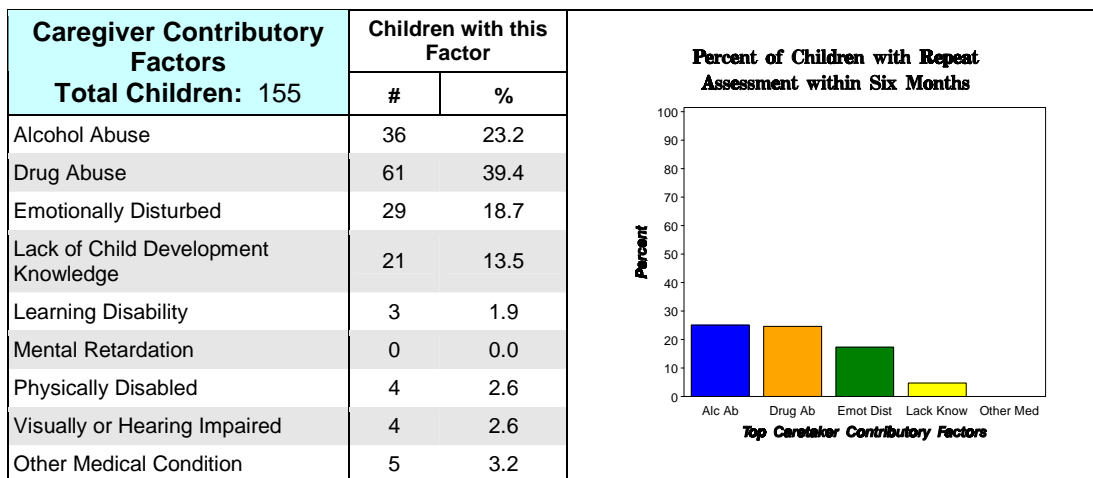 Caregiver Contributory
Factors
Total Children: 155
Children with this
Factor
# %
Alcohol Abuse 36 23.2
Drug Abuse 61 39.4
Emotionally Disturbed 29 18.7
Lack of Child Development
Knowledge 21 13.5
Learning Disability 3 1.9
Mental Retardation 0 0.0
Physically Disabled 4 2.6
Visually or Hearing Impaired 4 2.6
Other Medical Condition 5 3.2
Percent of Children with Repeat
Assessment within Six Months
100
90
80
70
60
50
40
30
20
10
0
Percent
Alc Ab Drug Ab Emot Dist Lack Know Other Med
Top Caretaker Contributory Factors